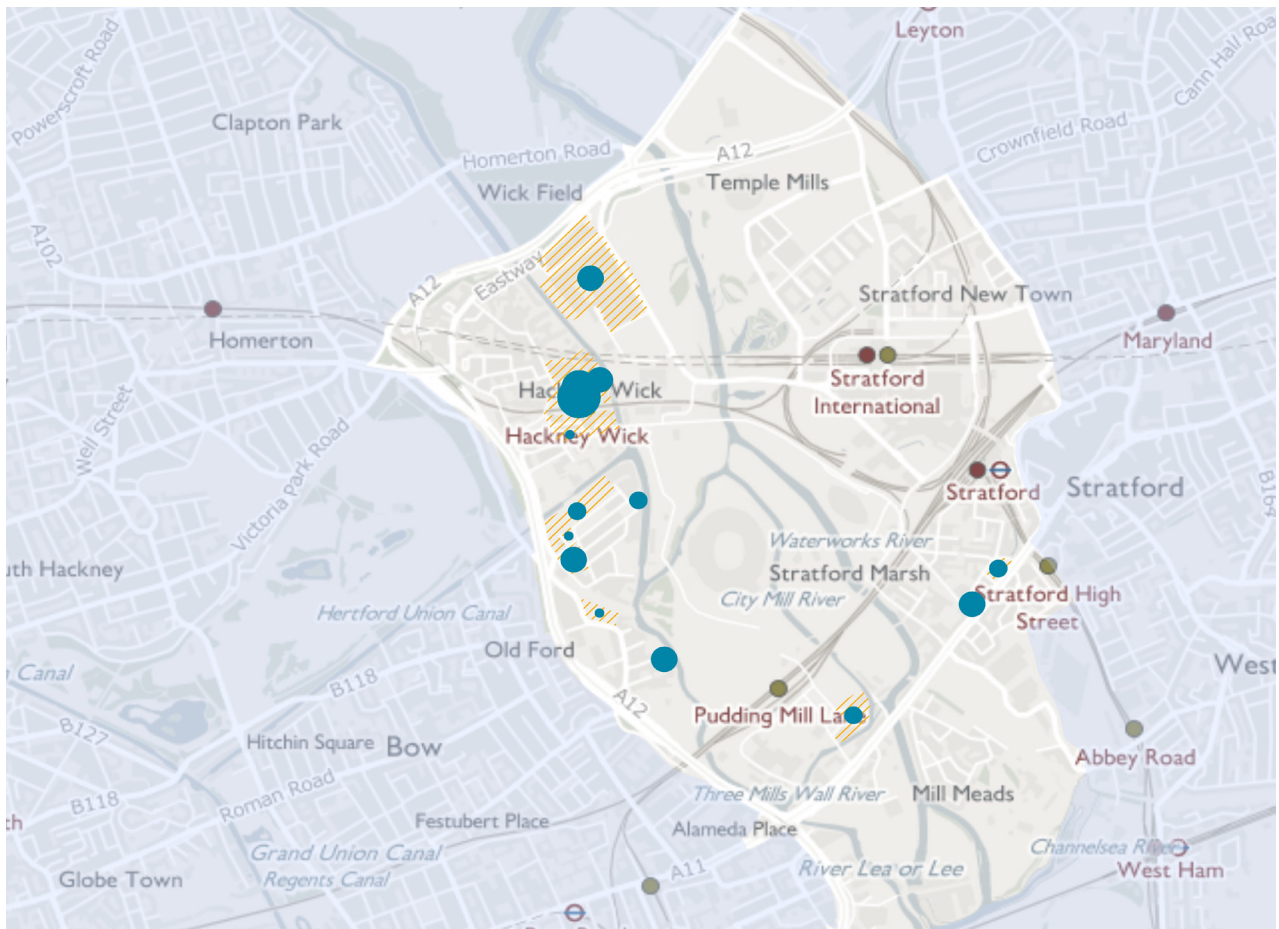 Leyton
Cann Hall Roa
Powerscroft Road
Clapton Park
Crownfield Road
Homerton Road
A12
Temple Mills
Wick Field
A102
Eastway
A12
Stratford New Town
Homerton
Maryland
Stratford
International
Hac Wick
Hackney Wick
Well Street
Victoria Park Road
Stratford
Stratford
B164
Waterworks River
uth Hackney
Stratford Marsh
City Mill River
Stratford High
Street
Hertford Union Canal
Old Ford
West
n Canal
B118
A12
Pudding Mill La e
B127
Hitchin Square
Bow
Abbey Road
Roman Road
B118
Three Mills Wall River
Mill Meads
th
Festubert Place
Alameda Place
Grand Union Canal
Regents Canal
Channelsea River
A11
River Lea or Lee
West Ham
Globe Town